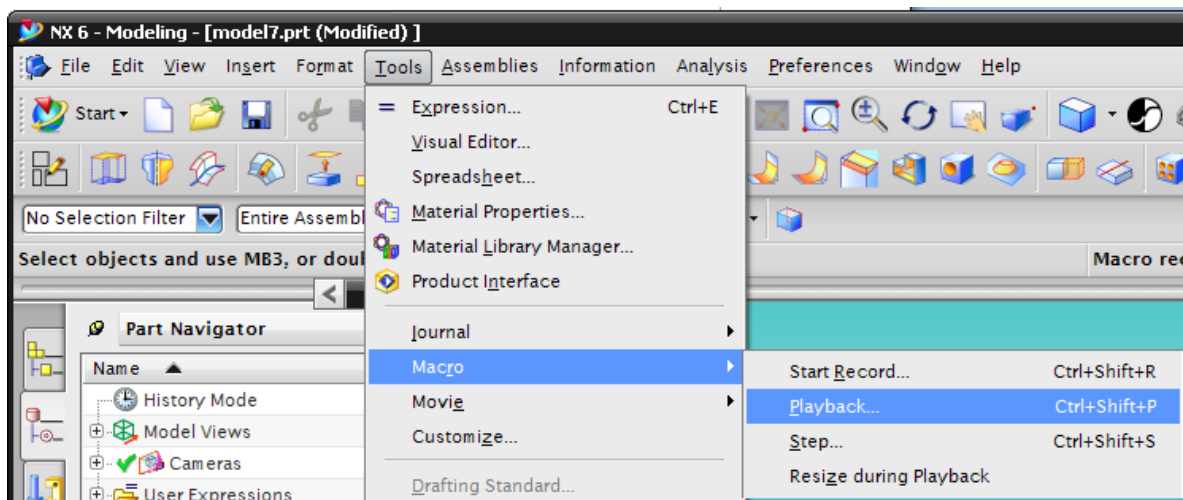 NX 6 - Modeling - [model7.prt (Modified) ]
File Edit View Insert Format Tools Assemblies Information Analysis Preferences Window Help
Start
= Expression... Ctrl+E
Visual Editor...
Spreadsheet...
No Selection Filter
Entire Assembl
Material Properties...
Material Library Manager...
Select objects and use MB3, or doul
Macro rec
Product Interface
Part Navigator
Journal
Name
Macro
Start Record... Ctrl+Shift+R
History Mode
Movie
Playback... Ctrl+Shift+P
Model Views
Customize...
Step... Ctrl+Shift+S
Cameras
Resize during Playback
Drafting Standard...
User Expressions